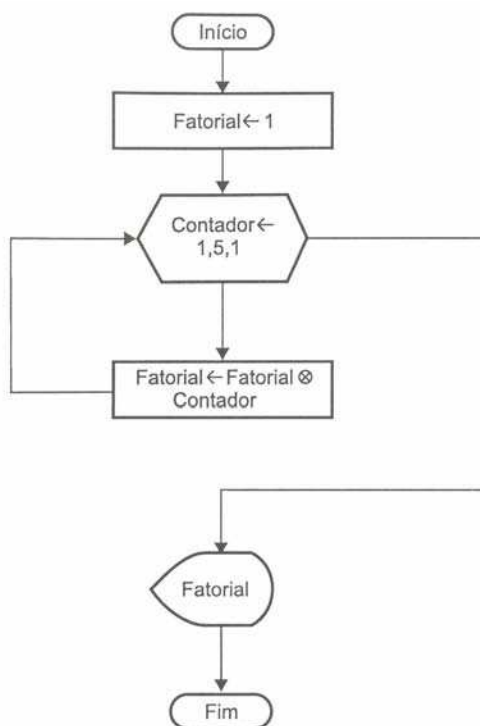 Início
Fatorial← 1
Contador←
1,5,1
Fatorial←Fatorial ⊗
Contador
Fatorial
Fim